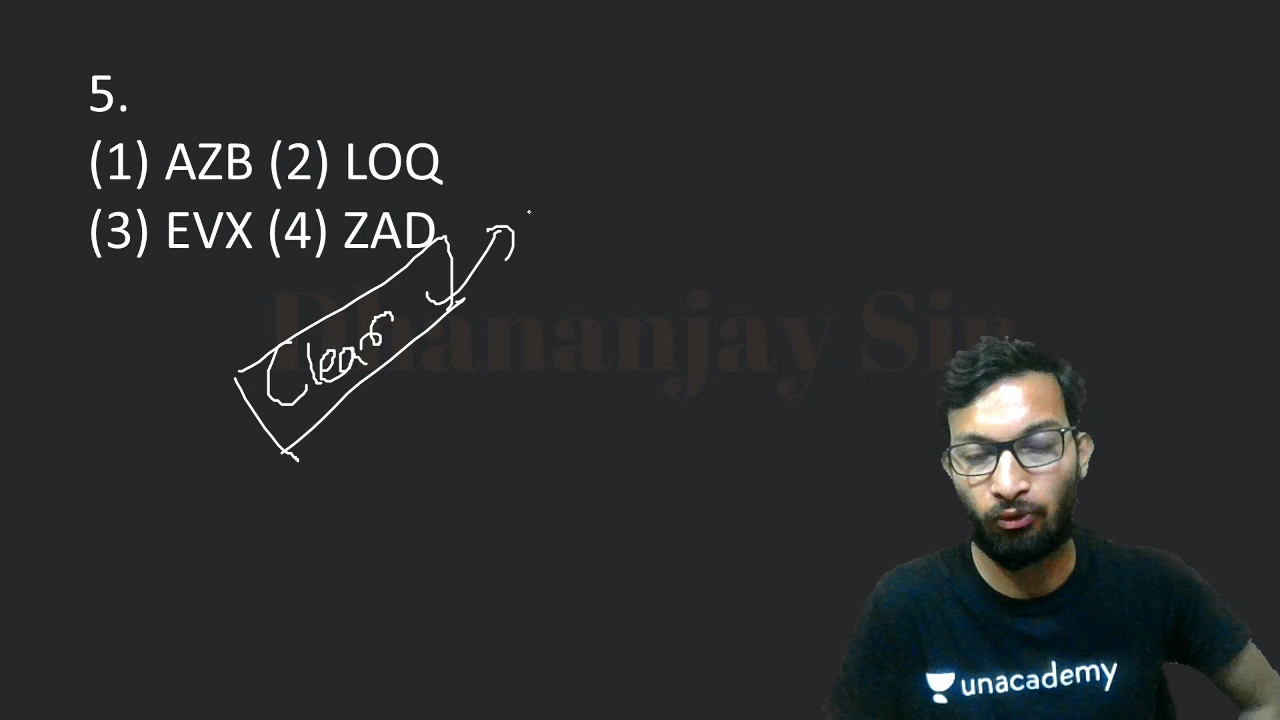 5.
(1) AZB (2) LOQ
(3) EVX (4) ZAD
Clear
Dhananjay Sir
unacademy